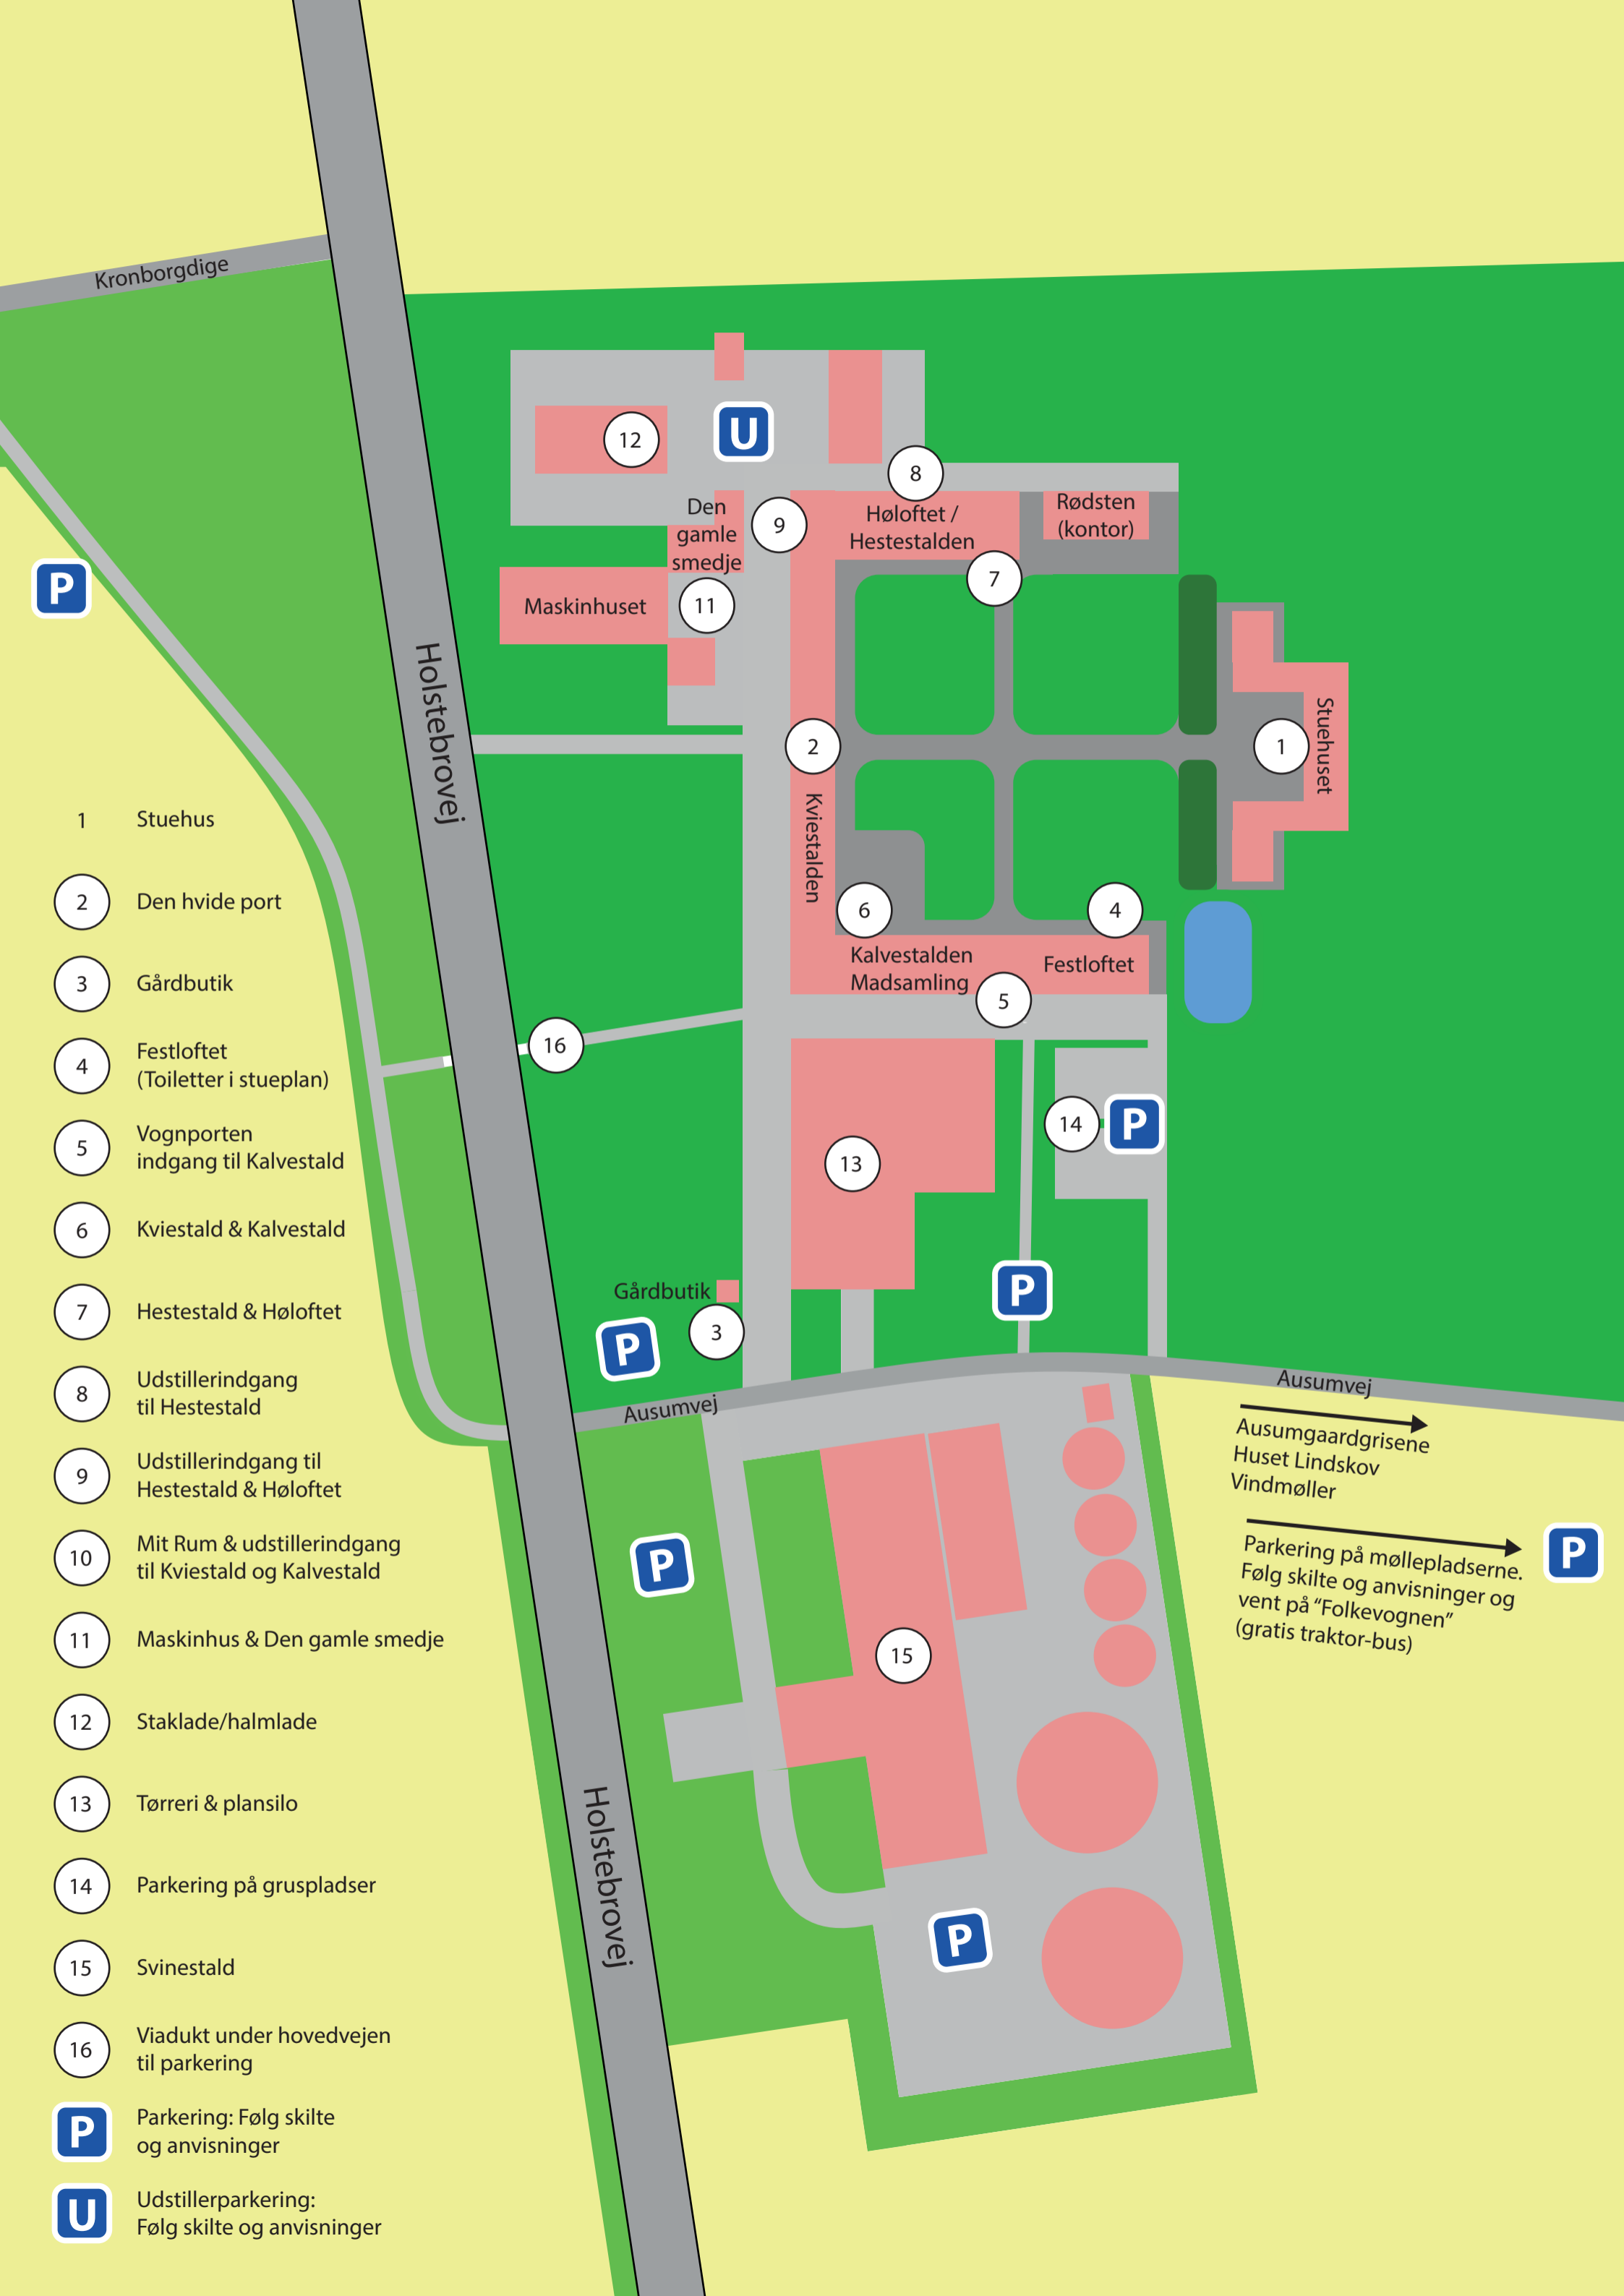 Kronborgdige
Holstebrovej
12
U
8
Den
gamle
smedje
9
Høloftet /
Hestestalden
Rødsten
(kontor)
7
P
Maskinhuset
11
2
1
Stuehuset
Kviestalden
6
4
Kalvestalden
Madsamling
Festloftet
5
16
14
P
13
P
Gårdbutik
3
P
Ausumvej
Ausumvej
Ausumgaardgrisene
Huset Lindskov
Vindmøller
Parkering på møllepladserne.
Følg skilte og anvisninger og
vent på “Folkevognen”
(gratis traktor-bus)
P
P
15
Holstebrovej
P
1 Stuehus
2 Den hvide port
3 Gårdbutik
4 Festloftet
(Toiletter i stueplan)
5 Vognporten
indgang til Kalvestald
6 Kviestald & Kalvestald
7 Hestestald & Høloftet
8 Udstillerindgang
til Hestestald
9 Udstillerindgang til
Hestestald & Høloftet
10 Mit Rum & udstillerindgang
til Kviestald og Kalvestald
11 Maskinhus & Den gamle smedje
12 Staklade/halmlade
13 Tørreri & plansilo
14 Parkering på gruspladser
15 Svinestald
16 Viadukt under hovedvejen
til parkering
P Parkering: Følg skilte
og anvisninger
U Udstillerparkering:
Følg skilte og anvisninger